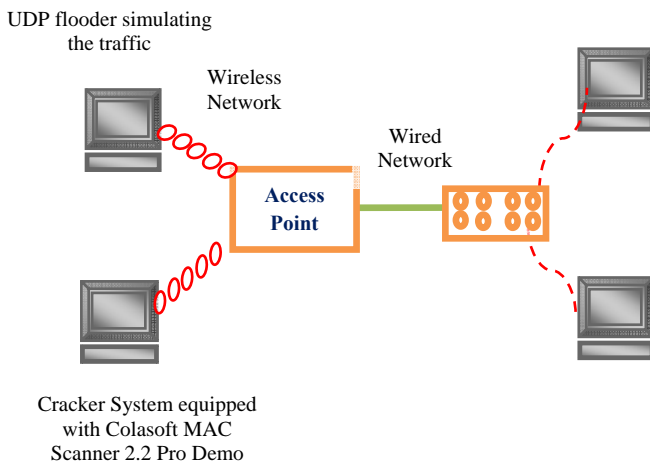 UDP flooder simulating
the traffic
Wireless
Network
Wired
Network
Access
Point
Cracker System equipped
with Colasoft MAC
Scanner 2.2 Pro Demo